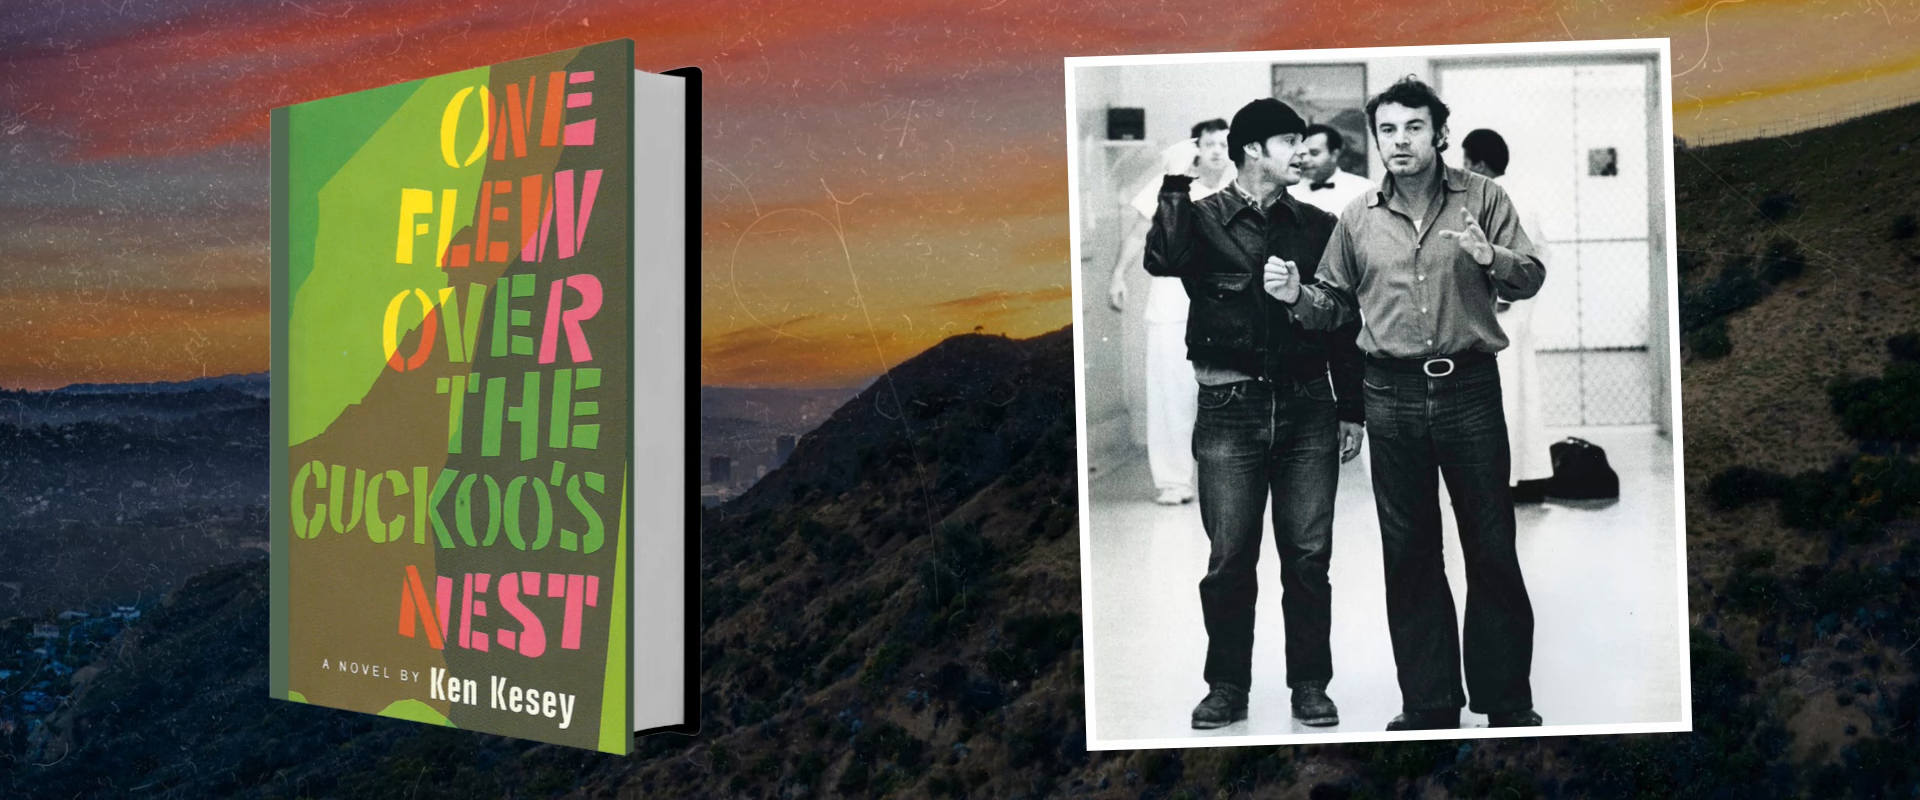 ONE
FLEW
OVER
THE
CUCKOO'S
NEST
A NOVEL BY Ken Kesey